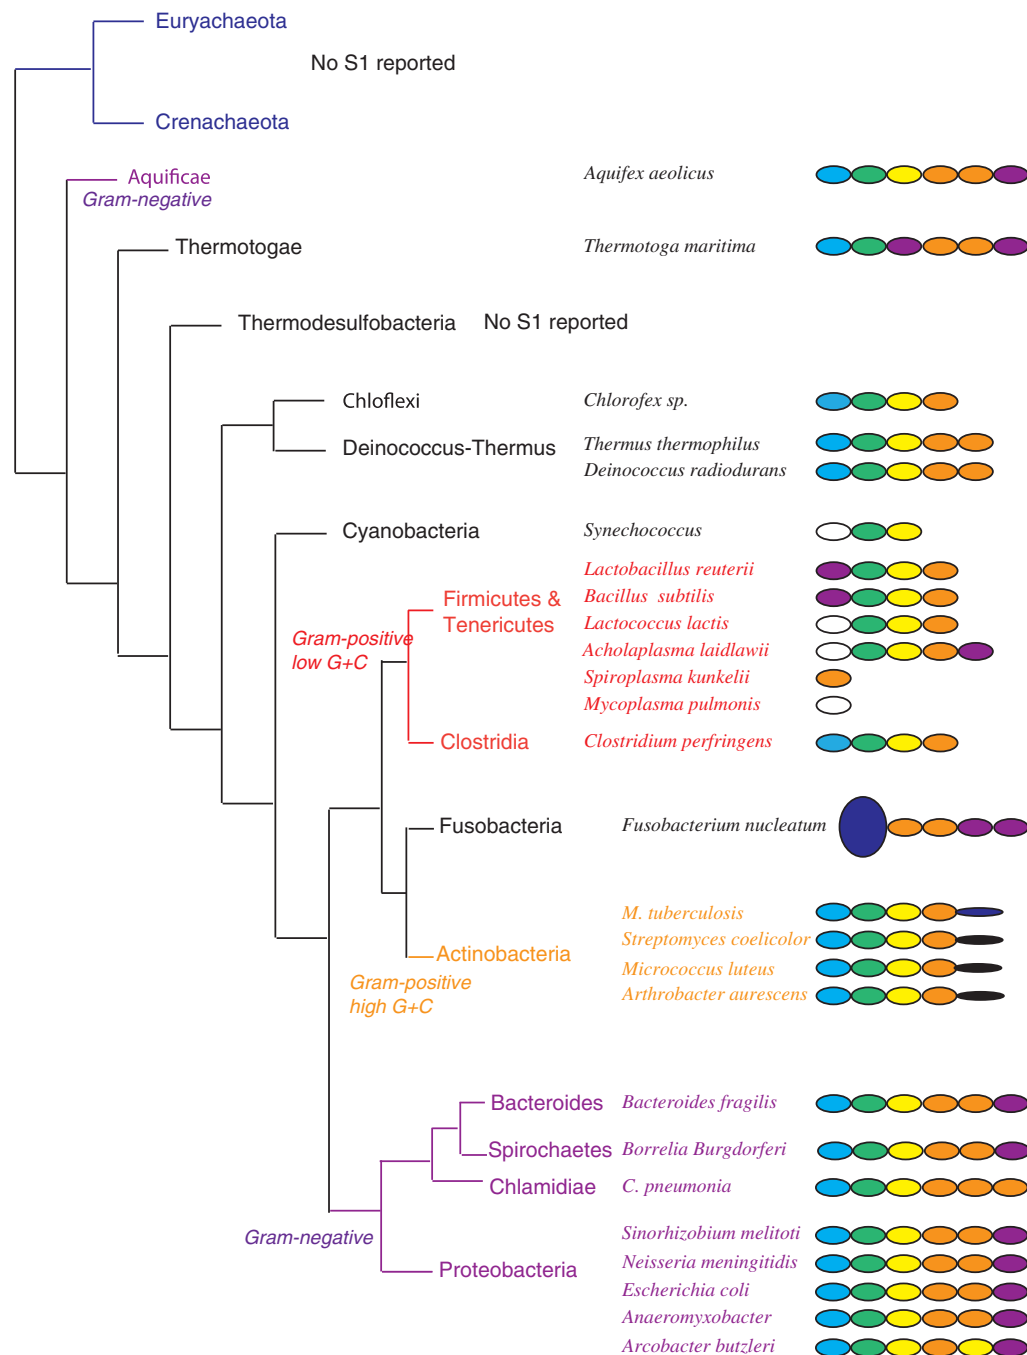 Euryachaeota
No S1 reported
Crenachaeota
Aquificae
Gram-negative
Aquifex aeolicus
Thermotogae
Thermotoga maritima
Thermodesulfobacteria
No S1 reported
Chloflexi
Chlorofex sp.
Deinococcus-Thermus
Thermus thermophilus
Deinococcus radiodurans
Cyanobacteria
Synechococcus
Gram-positive
low G+C
Firmicutes &
Tenericutes
Lactobacillus reuterii
Bacillus subtilis
Lactococcus lactis
Acholaplasma laidlawii
Spiroplasma kunkelii
Mycoplasma pulmonis
Clostridia
Clostridium perfringens
Fusobacteria
Fusobacterium nucleatum
Actinobacteria
Gram-positive
high G+C
M. tuberculosis
Streptomyces coelicolor
Micrococcus luteus
Arthrobacter aurescens
Bacteroides
Bacteroides fragilis
Spirochaetes
Borrelia Burgdorferi
Chlamidiae
C. pneumonia
Gram-negative
Proteobacteria
Sinorhizobium melitoti
Neisseria meningitidis
Escherichia coli
Anaeromyxobacter
Arcobacter butzleri